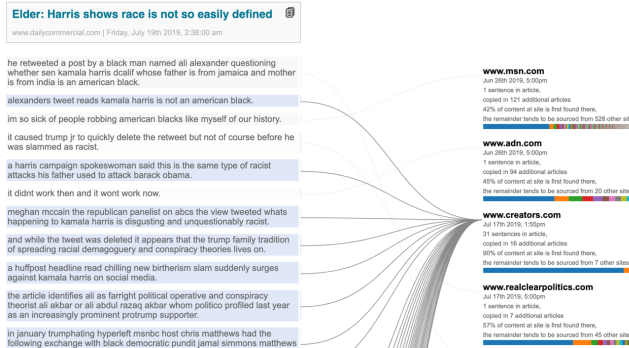 Elder: Harris shows race is not so easily defined
www.dailycommercial.com | Friday, July 19th 2019, 2:38:00 am
he retweeted a post by a black man named ali alexander questioning
whether sen kamala harris dcalif whose father is from jamaica and mother
is from india is an american black.
alexanders tweet reads kamala harris is not an american black.
im so sick of people robbing american blacks like myself of our history.
it caused trump jr to quickly delete the retweet but not of course before he
was slammed as racist.
a harris campaign spokeswoman said this is the same type of racist
attacks his father used to attack barack obama.
it didnt work then and it wont work now.
meghan mccain the republican panelist on abcs the view tweeted whats
happening to kamala harris is disgusting and unquestionably racist.
and while the tweet was deleted it appears that the trump family tradition
of spreading racial demagoguery and conspiracy theories lives on.
a huffpost headline read chilling new birtherism slam suddenly surges
against kamala harris on social media.
the article identifies ali as farright political operative and conspiracy
theorist ali akbar or ali abdul razaq akbar whom politico profiled last year
as an increasingly prominent protrump supporter.
in january trumphating hyperleft msnbc host chris matthews had the
following exchange with black democratic pundit jamal simmons matthews
www.msn.com
Jun 26th 2019, 5:00pm
1 sentence in article,
copied in 121 additional articles
42% of content at site is first found there,
the remainder tends to be sourced from 528 other sit
www.adn.com
Jun 26th 2019, 5:00pm
1 sentence in article,
copied in 94 additional articles
45% of content at site is first found there,
the remainder tends to be sourced from 20 other site
www.creators.com
Jul 17th 2019, 1:55pm
31 sentences in article,
copied in 16 additional articles
90% of content at site is first found there,
the remainder tends to be sourced from 7 other sites
www.realclearpolitics.com
Jul 17th 2019, 5:00pm
1 sentence in article,
copied in 7 additional articles
57% of content at site is first found there,
the remainder tends to be sourced from 45 other site